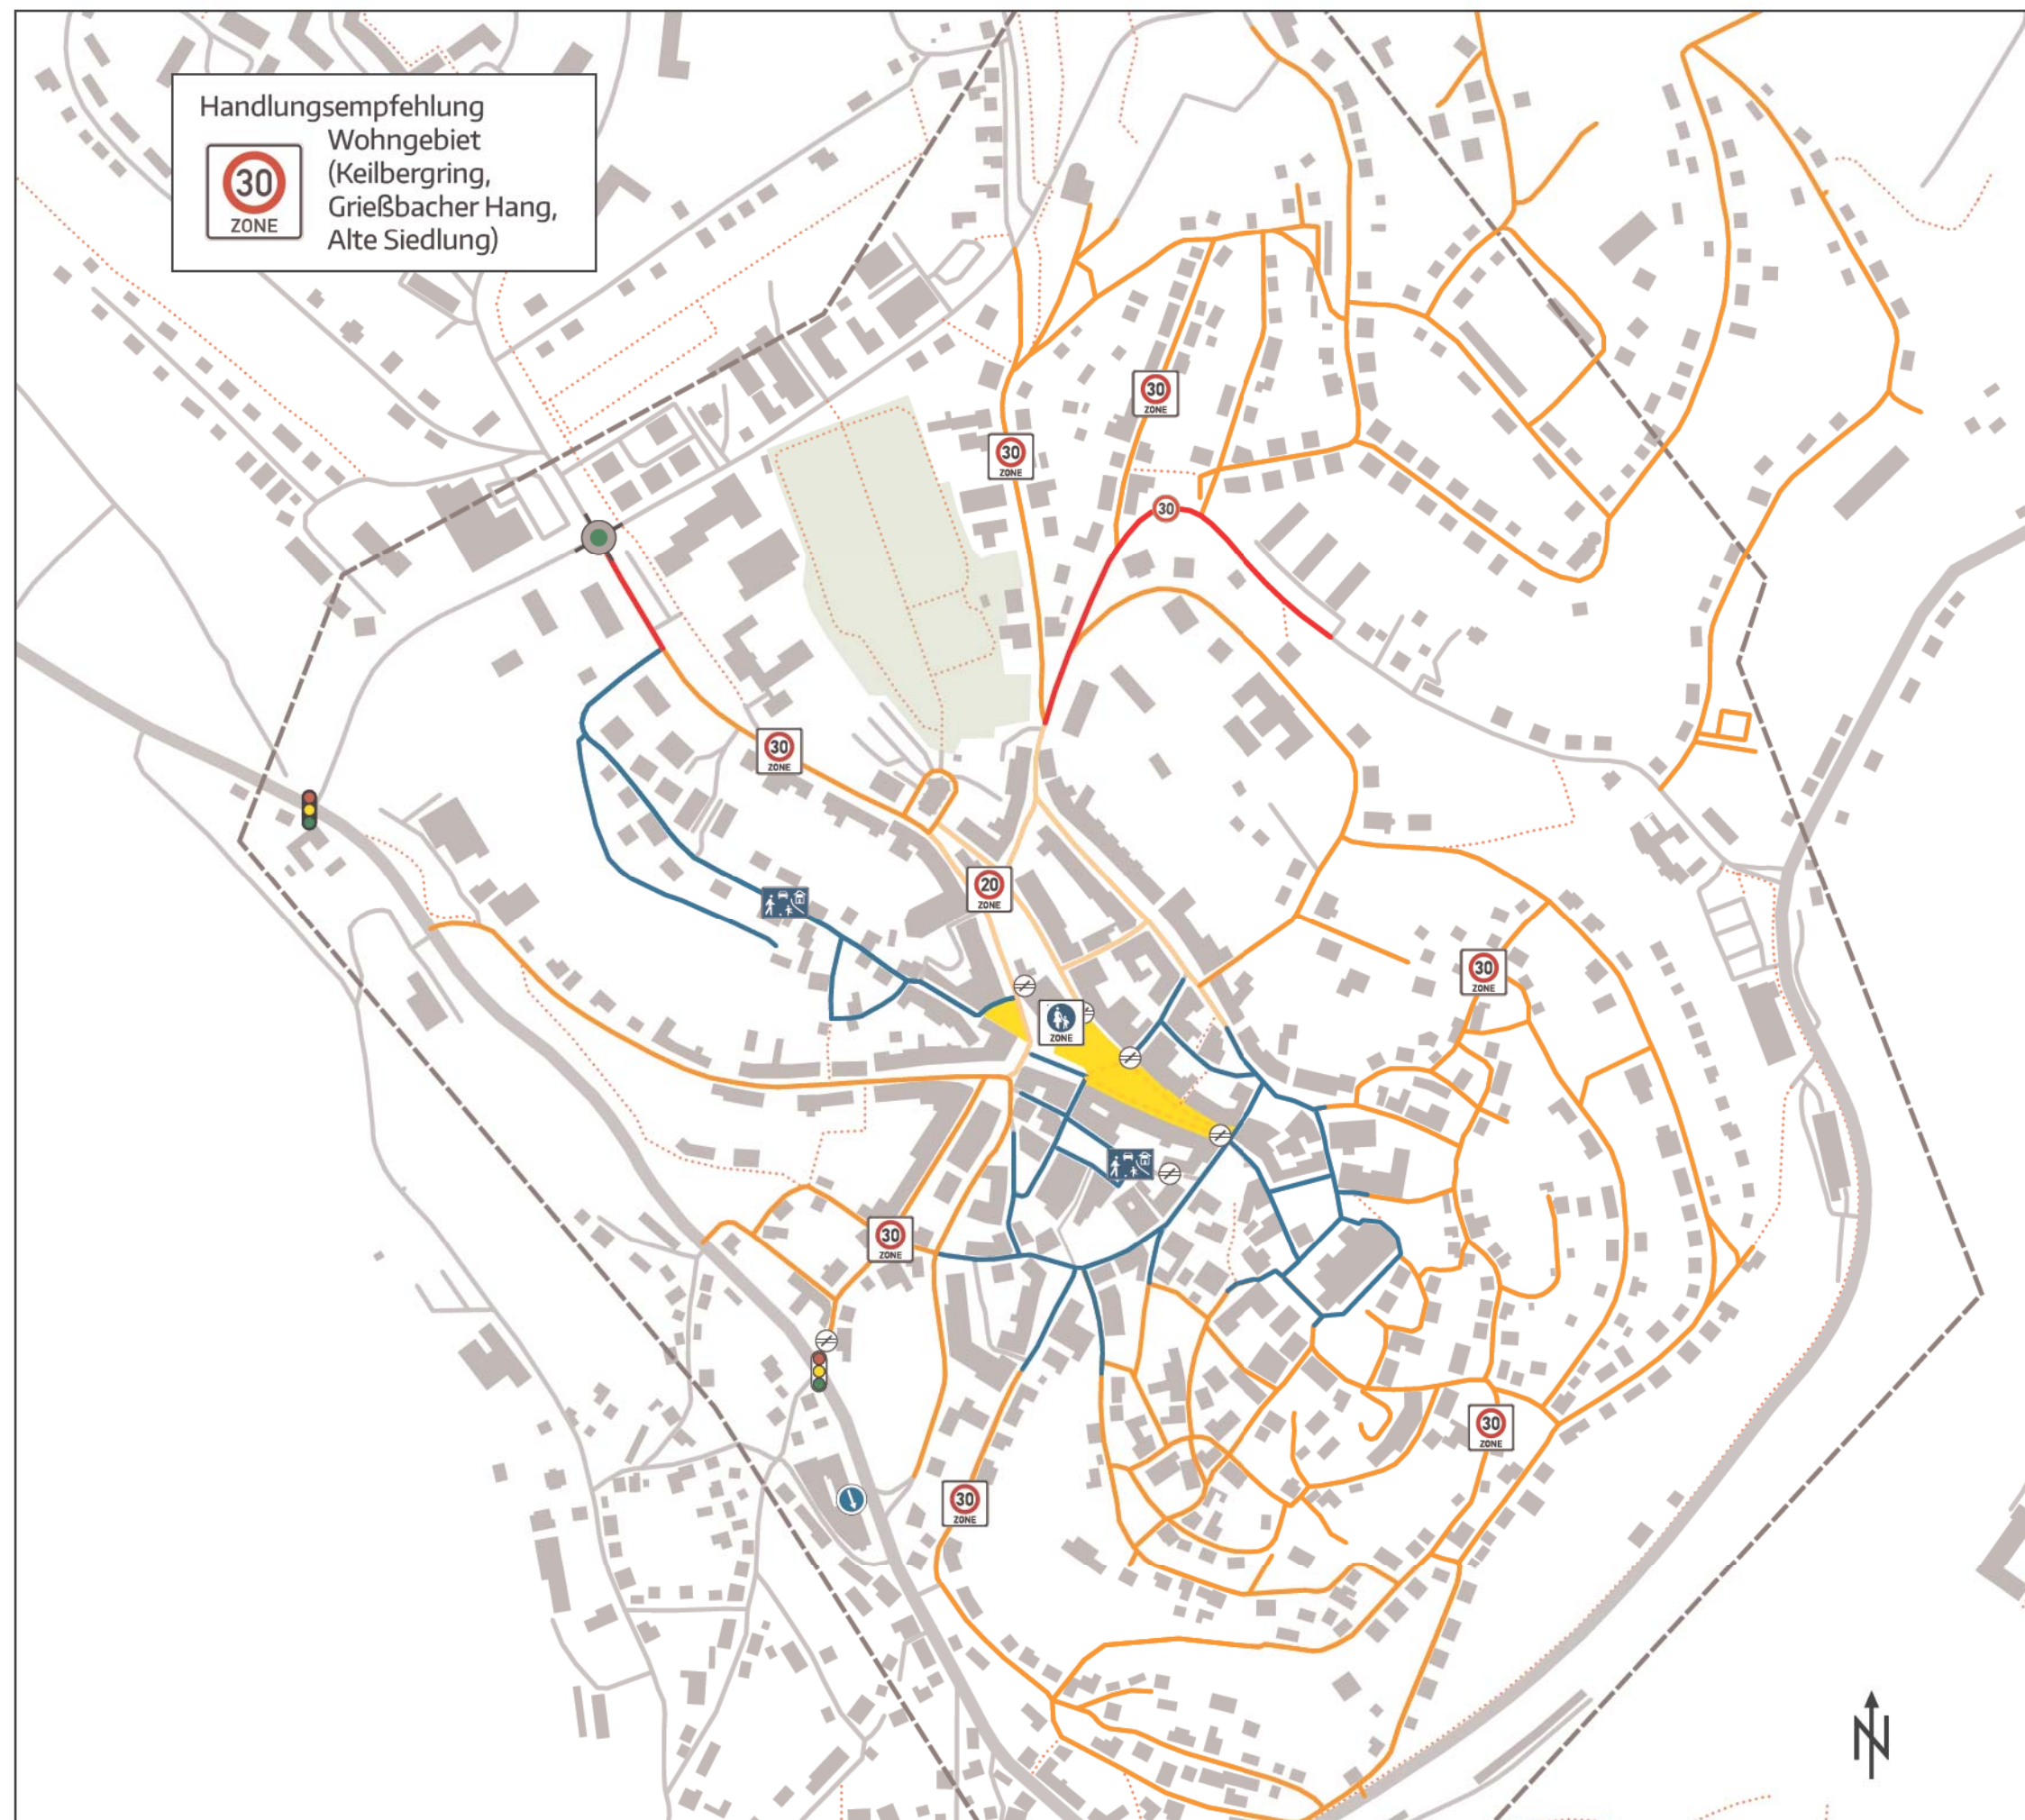 Handlungsempfehlung
Wohngebiet
(Keilbergring,
Grießbacher Hang,
Alte Siedlung)
30
ZONE
30
ZONE
30
ZONE
30
30
ZONE
20
ZONE
30
ZONE
ZONE
30
ZONE
30
ZONE
30
ZONE
N